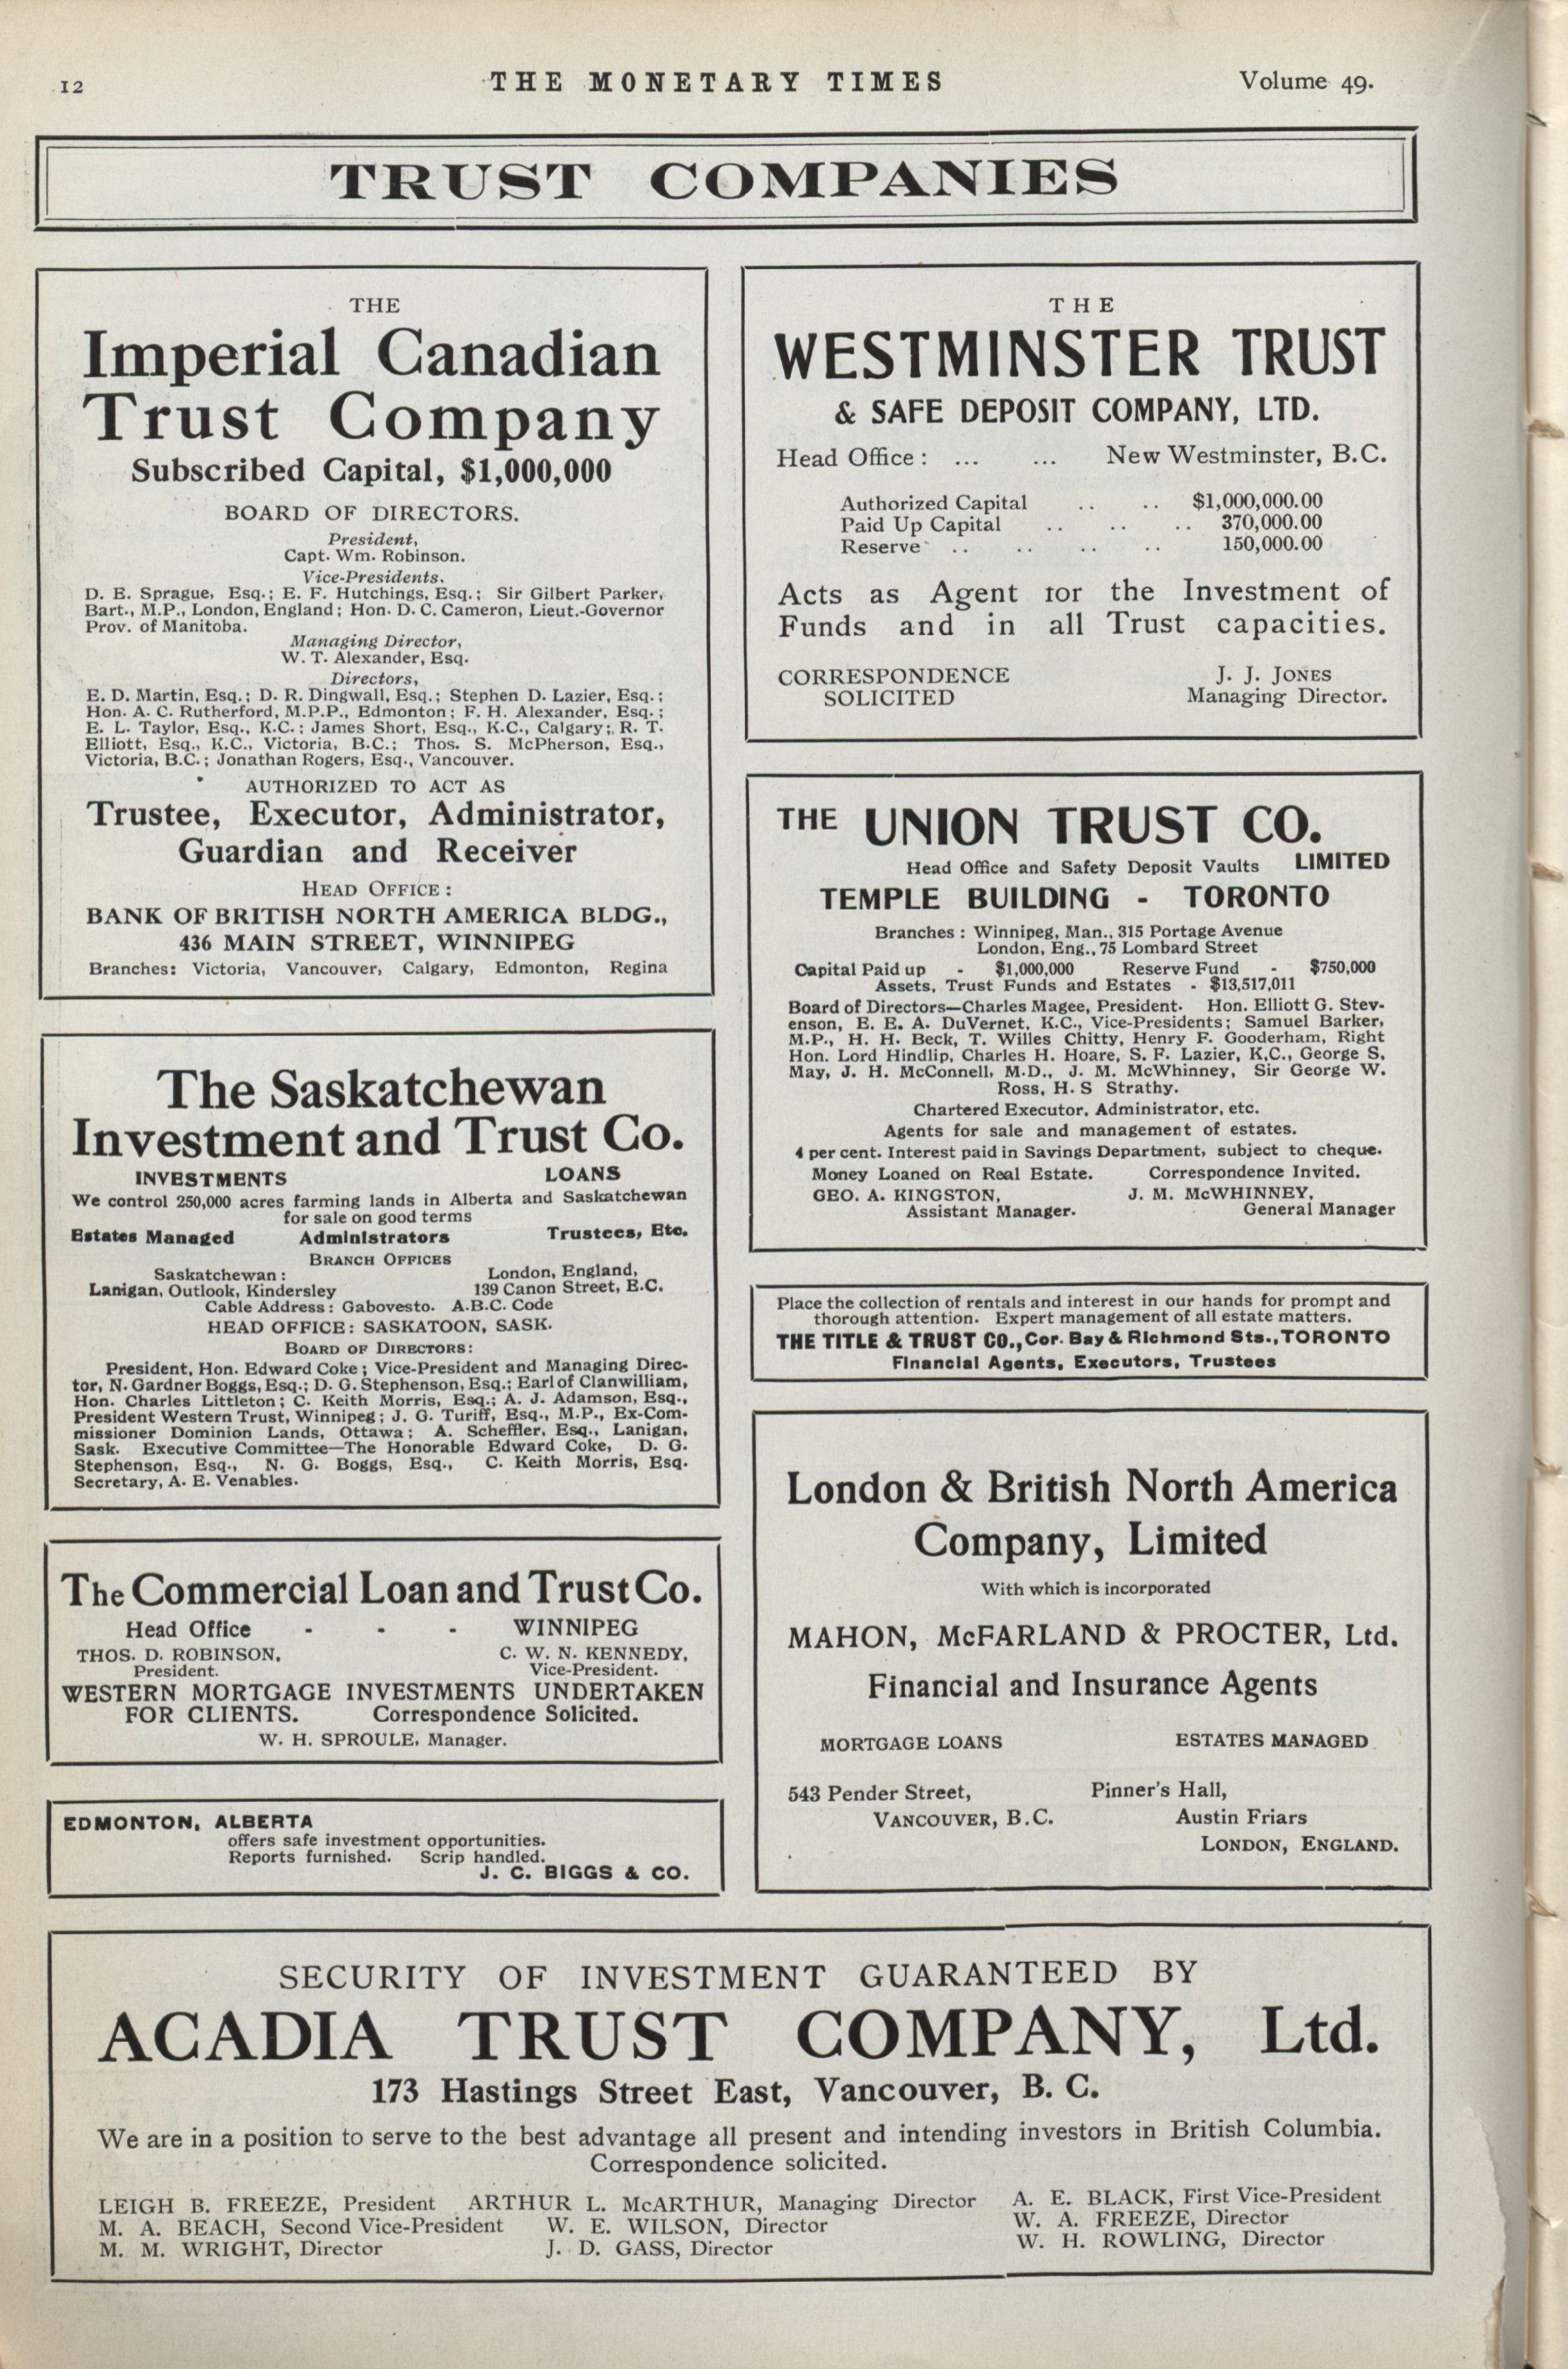 12
THE MONETARY TIMES
Volume 49.
TRUST COMPANIES
THE
Imperial Canadian
Trust Company
Subscribed Capital, $1,000,000
BOARD OF DIRECTORS.
President,
Capt. Wm. Robinson.
Vice-Presidents.
D. E. Sprague, Esq.; E. F. Hutchings, Esq.; Sir Gilbert Parker,
Bart., M.P., London, England; Hon. D. C. Cameron, Lieut.-Governor
Prov. of Manitoba.
Managing Director,
W. T. Alexander, Esq.
Directors,
E. D. Martin, Esq.; D. R. Dingwall, Esq.; Stephen D. Lazier, Esq.;
Hon. A. C. Rutherford, M.P.P., Edmonton; F. H. Alexander, Esq.;
E. L. Taylor, Esq., K.C.; James Short, Esq., K.C., Calgary; R. T.
Elliott, Esq., K.C., Victoria, B.C.; Thos. S. McPherson, Esq.,
Victoria, B.C.; Jonathan Rogers, Esq., Vancouver.
AUTHORIZED TO ACT AS
Trustee, Executor, Administrator,
Guardian and Receiver
HEAD OFFICE:
BANK OF BRITISH NORTH AMERICA BLDG.,
436 MAIN STREET, WINNIPEG
Branches: Victoria, Vancouver, Calgary, Edmonton, Regina
The Saskatchewan
Investment and Trust Co.
INVESTMENTS LOANS
We control 250,000 acres farming lands in Alberta and Saskatchewan
for sale on good terms
Estates Managed Administrators Trustees, Etc.
BRANCH OFFICES
Saskatchewan: London, England,
Lanigan, Outlook, Kindersley 139 Canon Street, E.C.
Cable Address: Gabovesto. A.B.C. Code
HEAD OFFICE: SASKATOON, SASK.
BOARD OF DIRECTORS:
President, Hon. Edward Coke; Vice-President and Managing Direc-
tor, N. Gardner Boggs, Esq.; D. G. Stephenson, Esq.; Earl of Clanwilliam,
Hon. Charles Littleton; C. Keith Morris, Esq.; A. J. Adamson, Esq.,
President Western Trust, Winnipeg; J. G. Turiff, Esq., M.P., Ex-Com-
missioner Dominion Lands, Ottawa; A. Scheffler, Esq., Lanigan,
Sask. Executive Committee—The Honorable Edward Coke, D. G.
Stephenson, Esq., N. G. Boggs, Esq., C. Keith Morris, Esq.
Secretary, A. E. Venables.
The Commercial Loan and Trust Co.
Head Office - - - WINNIPEG
THOS. D. ROBINSON, C. W. N. KENNEDY,
President. Vice-President.
WESTERN MORTGAGE INVESTMENTS UNDERTAKEN
FOR CLIENTS. Correspondence Solicited.
W. H. SPROULE, Manager.
EDMONTON, ALBERTA
offers safe investment opportunities.
Reports furnished. Scrip handled.
J. C. BIGGS & CO.
THE
WESTMINSTER TRUST
& SAFE DEPOSIT COMPANY, LTD.
Head Office: ... ... New Westminster, B.C.
Authorized Capital .. .. $1,000,000.00
Paid Up Capital .. .. .. 370,000.00
Reserve .. .. .. .. 150,000.00
Acts as Agent for the Investment of
Funds and in all Trust capacities.
CORRESPONDENCE J. J. JONES
SOLICITED Managing Director.
THE UNION TRUST CO.
Head Office and Safety Deposit Vaults LIMITED
TEMPLE BUILDING - TORONTO
Branches: Winnipeg, Man., 315 Portage Avenue
London, Eng., 75 Lombard Street
Capital Paid up - $1,000,000 Reserve Fund - $750,000
Assets, Trust Funds and Estates - $13,517,011
Board of Directors—Charles Magee, President. Hon. Elliott G. Stev-
enson, E. E. A. DuVernet, K.C., Vice-Presidents; Samuel Barker,
M.P., H. H. Beck, T. Willes Chitty, Henry F. Gooderham, Right
Hon. Lord Hindlip, Charles H. Hoare, S. F. Lazier, K,C., George S,
May, J. H. McConnell, M.D., J. M. McWhinney, Sir George W.
Ross, H. S Strathy.
Chartered Executor, Administrator, etc.
Agents for sale and management of estates.
4 per cent. Interest paid in Savings Department, subject to cheque.
Money Loaned on Real Estate. Correspondence Invited.
GEO. A. KINGSTON, J. M. McWHINNEY,
Assistant Manager. General Manager
Place the collection of rentals and interest in our hands for prompt and
thorough attention. Expert management of all estate matters.
THE TITLE & TRUST CO., Cor. Bay & Richmond Sts., TORONTO
Financial Agents, Executors, Trustees
London & British North America
Company, Limited
With which is incorporated
MAHON, McFARLAND & PROCTER, Ltd.
Financial and Insurance Agents
MORTGAGE LOANS ESTATES MANAGED
543 Pender Street, Pinner's Hall,
VANCOUVER, B.C. Austin Friars
LONDON, ENGLAND.
SECURITY OF INVESTMENT GUARANTEED BY
ACADIA TRUST COMPANY, Ltd.
173 Hastings Street East, Vancouver, B. C.
We are in a position to serve to the best advantage all present and intending investors in British Columbia.
Correspondence solicited.
LEIGH B. FREEZE, President ARTHUR L. McARTHUR, Managing Director A. E. BLACK, First Vice-President
M. A. BEACH, Second Vice-President W. E. WILSON, Director W. A. FREEZE, Director
M. M. WRIGHT, Director J. D. GASS, Director W. H. ROWLING, Director